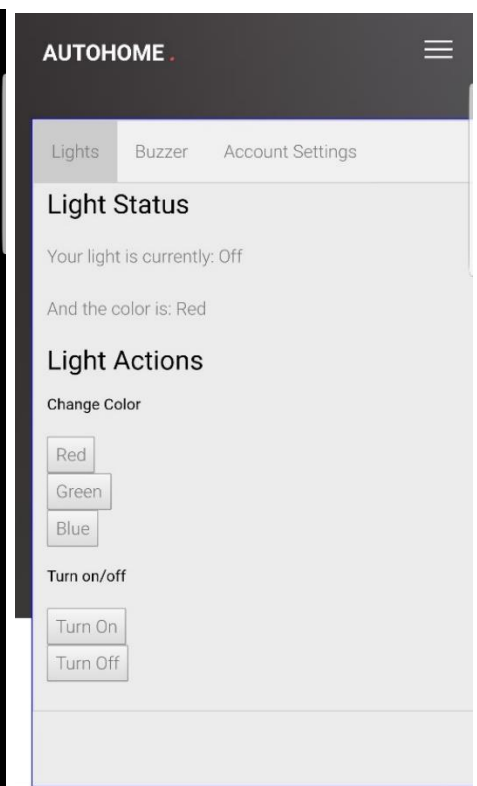 AUTOHOME .
Lights Buzzer Account Settings
Light Status
Your light is currently: Off
And the color is: Red
Light Actions
Change Color
Red
Green
Blue
Turn on/off
Turn On
Turn Off